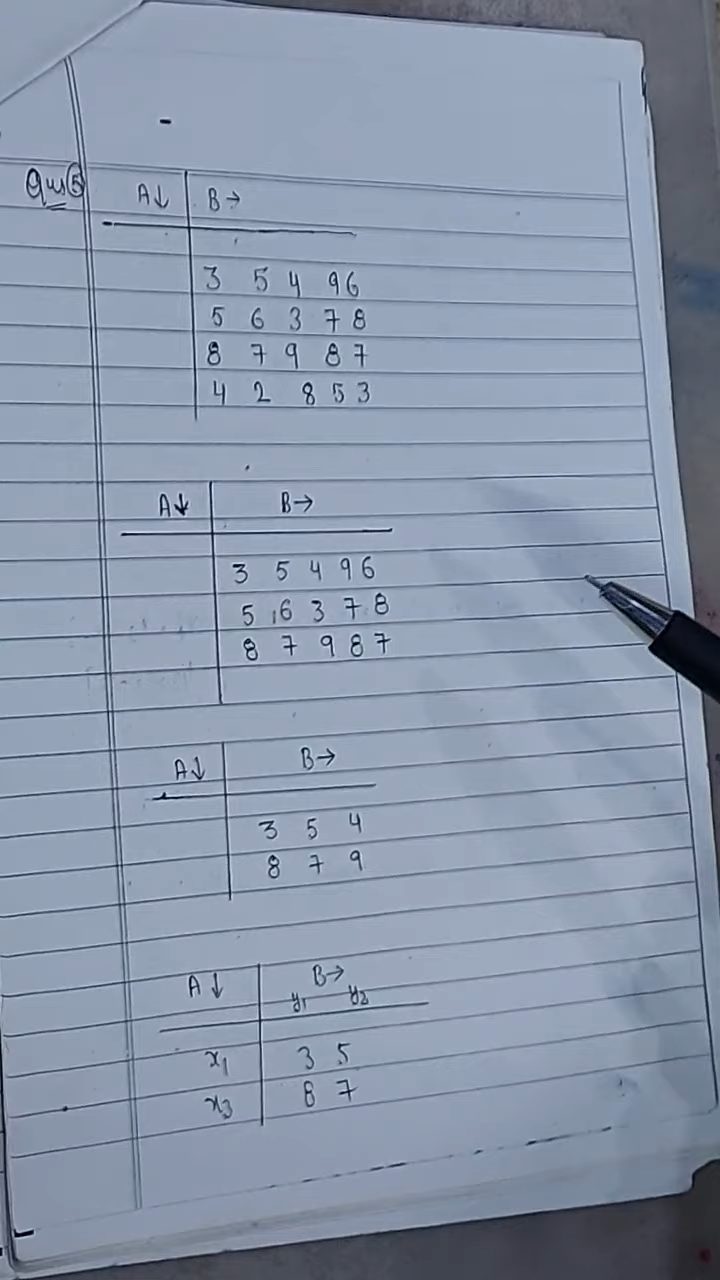 Ques 5
A↓ B→
3 5 4 9 6
5 6 3 7 8
8 7 9 8 7
4 2 8 5 3
A↓ B→
3 5 4 9 6
5 6 3 7 8
8 7 9 8 7
A↓ B→
3 5 4
8 7 9
A↓ B→
y₁ y₂
x₁ 3 5
x₃ 8 7